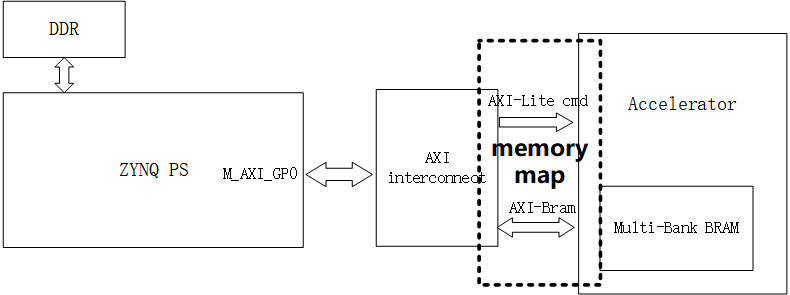 DDR
ZYNQ PS
M_AXI_GP0
AXI
interconnect
AXI-Lite cmd
memory
map
AXI-Bram
Accelerator
Multi-Bank BRAM